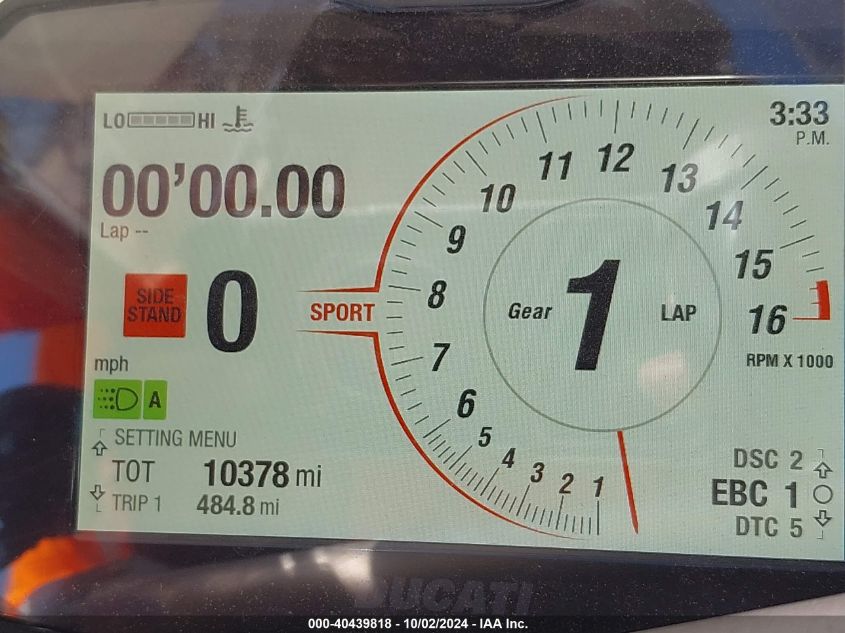 LO HI
3:33
P.M.
00'00.00
Lap --
SIDE
STAND
0
mph
A
SETTING MENU
TOT 10378 mi
TRIP 1 484.8 mi
SPORT
1 2 3 4 5 6 7 8 9 10 11 12 13 14 15 16
Gear 1 LAP
RPM X 1000
DSC 2
EBC 1
DTC 5
DUCATI
000-40439818 - 10/02/2024 - IAA Inc.